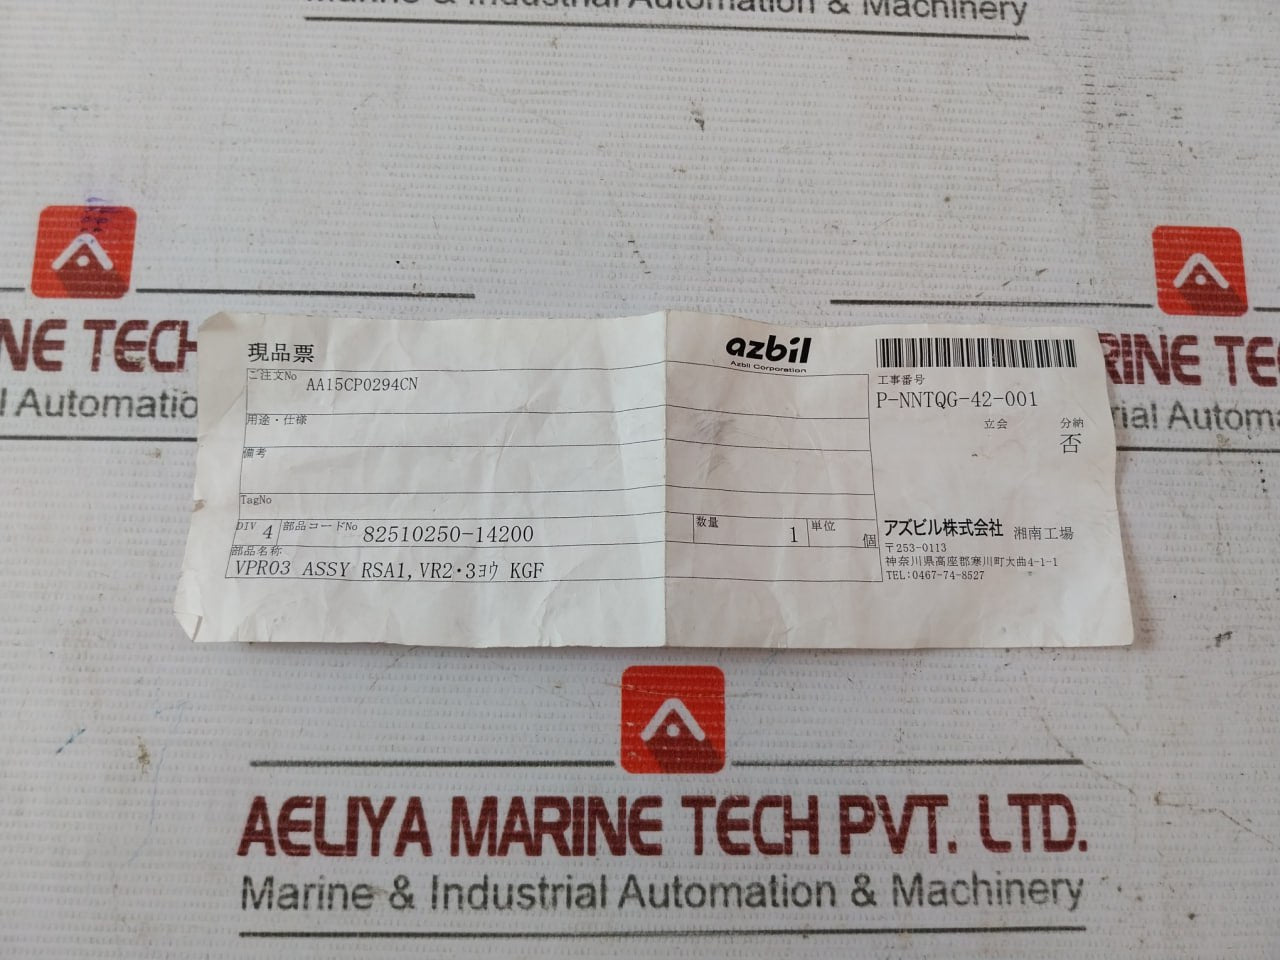 Marine & Industrial Automation & Machinery
現品票
azbil
Azbil Corporation
ご注文No AA15CP0294CN
工事番号
P-NNTQG-42-001
用途・仕様
立会 分納
否
備考
TagNo
DIV 4 部品コードNo 82510250-14200 数量 1 単位 個
部品名称
VPR03 ASSY RSA1,VR2・3ﾖｳ KGF
アズビル株式会社 湘南工場
〒253-0113
神奈川県高座郡寒川町大曲4-1-1
TEL:0467-74-8527
NE TECH
l Automatio
RINE TE
rial Automa
AELIYA MARINE TECH PVT. LTD.
Marine & Industrial Automation & Machinery